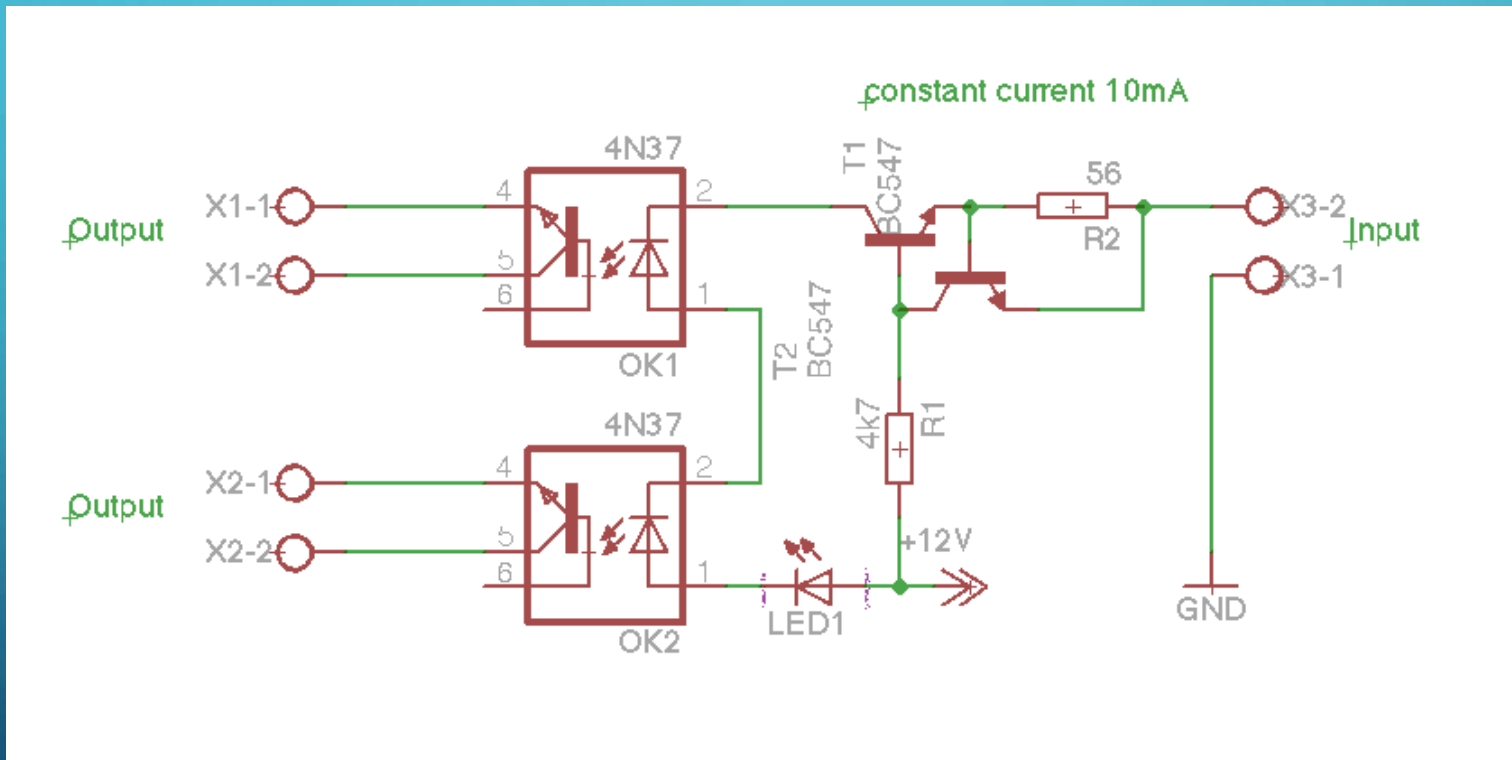 constant current 10mA
4N37
T1
BC547
56
X1-1
4
2
X3-2
Output
R2
Input
X1-2
5
X3-1
6
1
T2
BC547
OK1
4N37
4k7
R1
X2-1
4
2
Output
X2-2
5
+12V
6
1
LED1
GND
OK2